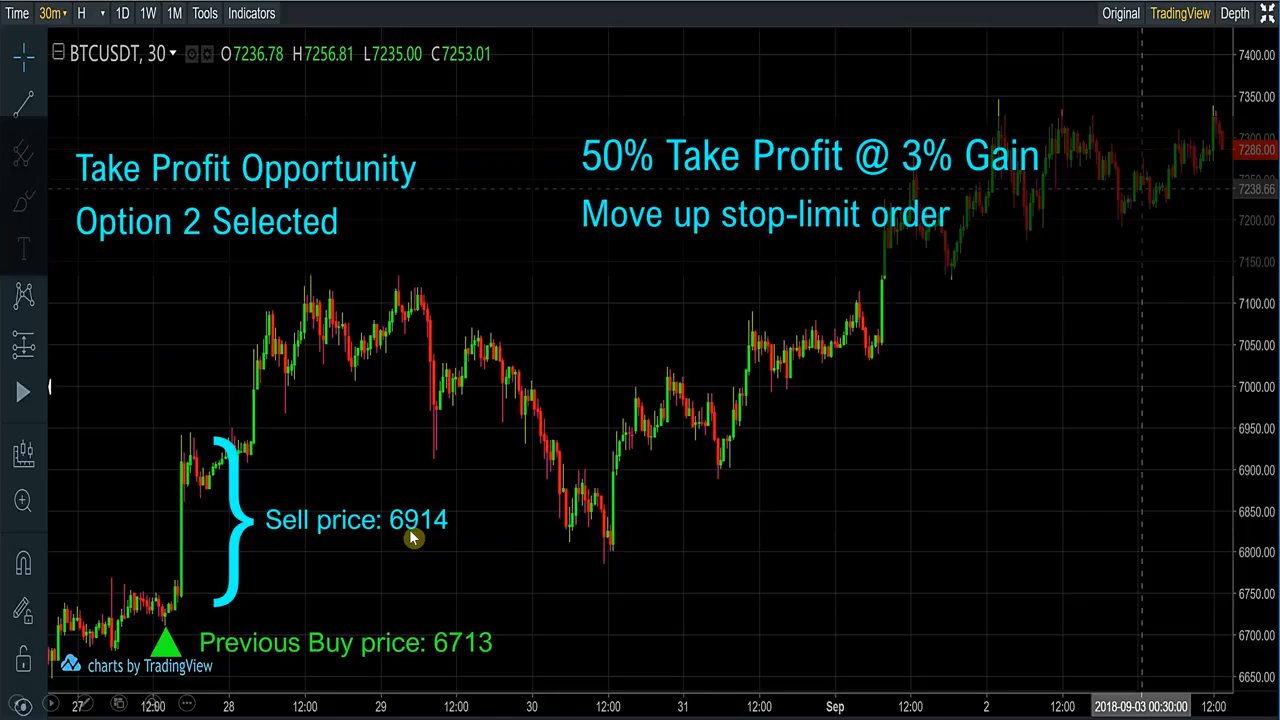 Time 30m H 1D 1W 1M Tools Indicators Original TradingView Depth
BTCUSDT, 30 O7236.78 H7256.81 L7235.00 C7253.01
Take Profit Opportunity
Option 2 Selected
50% Take Profit @ 3% Gain
Move up stop-limit order
Sell price: 6914
Previous Buy price: 6713
charts by TradingView
7400.00
7350.00
7300.00
7286.00
7238.66
7200.00
7150.00
7100.00
7050.00
7000.00
6950.00
6900.00
6850.00
6800.00
6750.00
6700.00
6650.00
27 12:00 28 12:00 29 12:00 30 12:00 31 12:00 Sep 12:00 2 12:00 2018-09-03 00:30:00 12:00